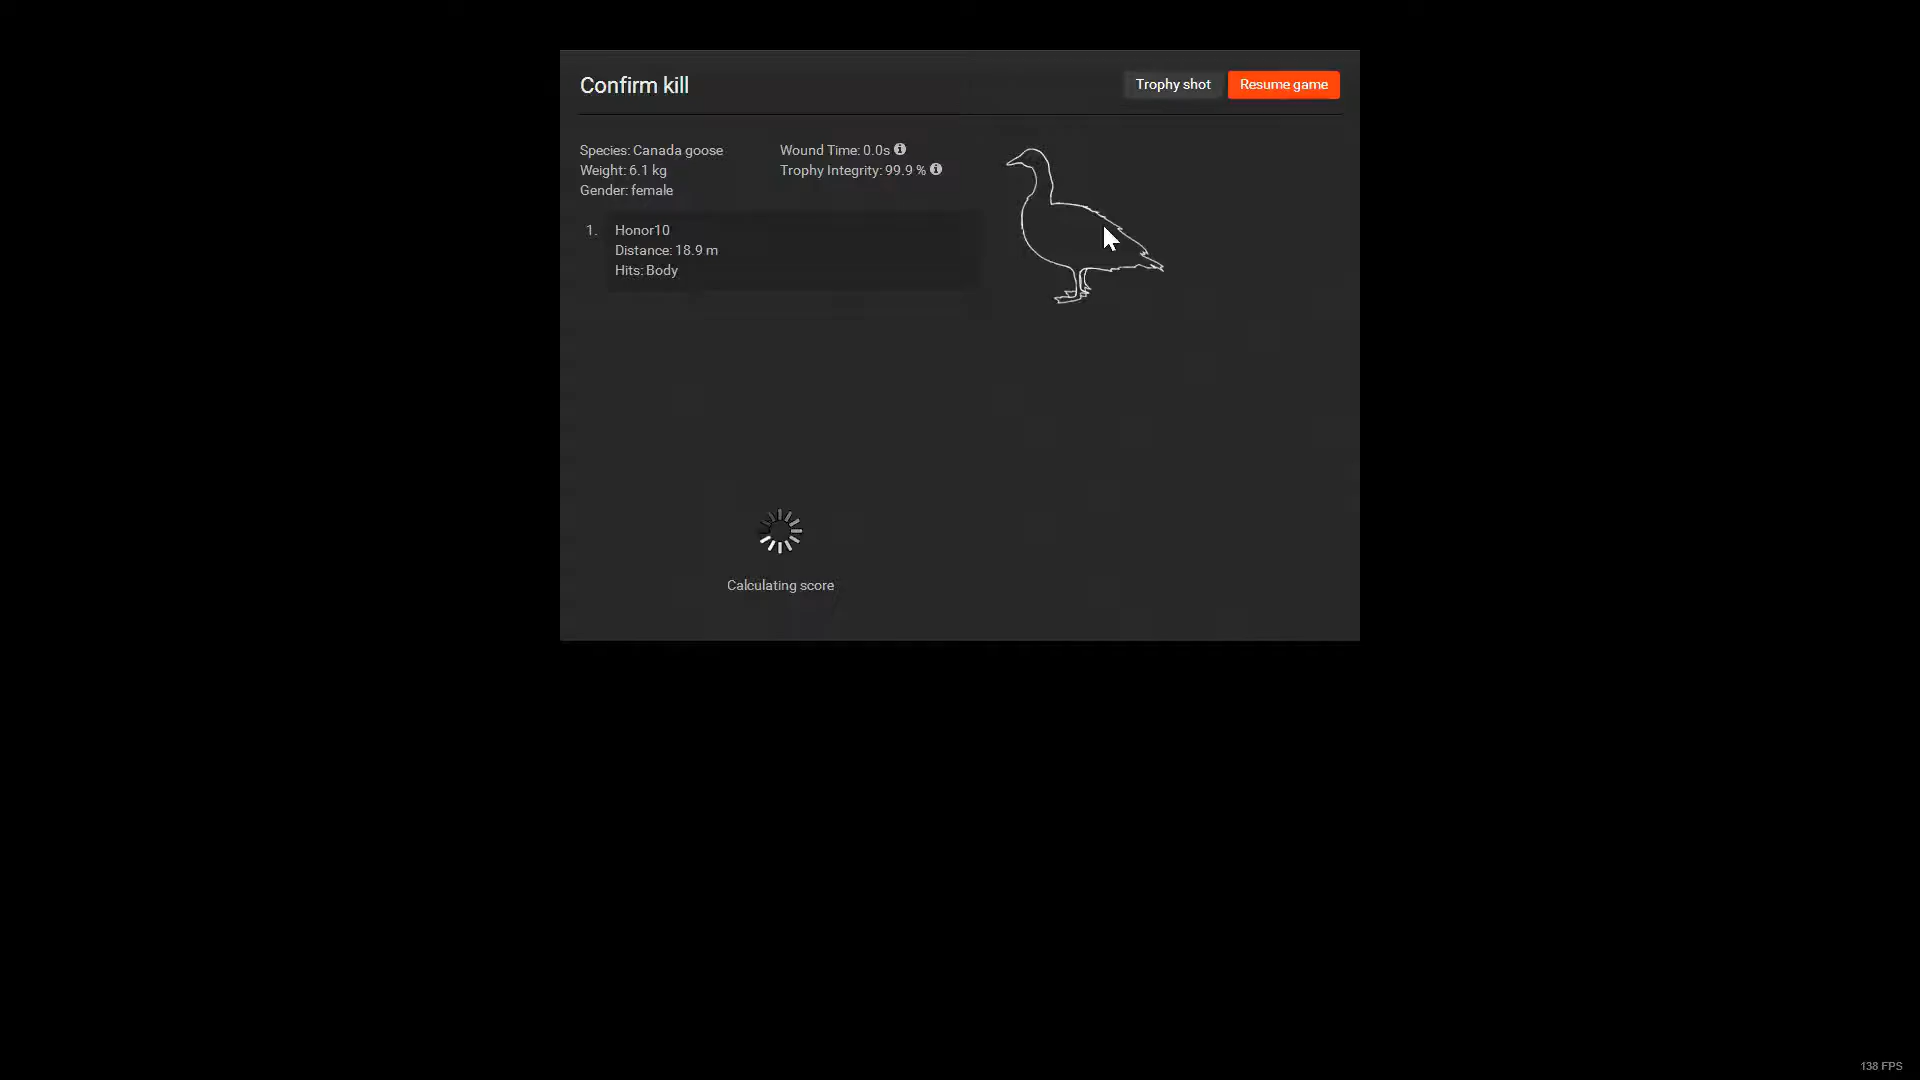 Confirm kill
Trophy shot
Resume game
Species: Canada goose
Weight: 6.1 kg
Gender: female
Wound Time: 0.0s
Trophy Integrity: 99.9 %
1.
Honor10
Distance: 18.9 m
Hits: Body
Calculating score
138 FPS